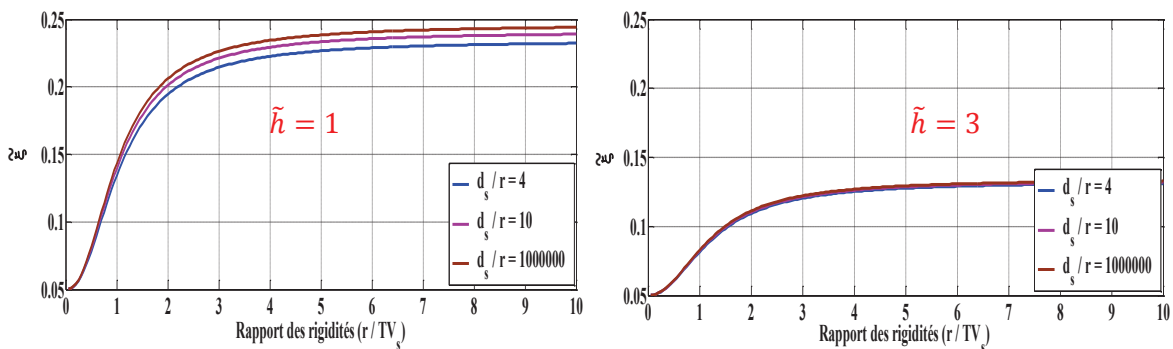 0.25
0.2
0.15
0.1
0.05
ξ̃
h̃ = 1
d_s / r = 4
d_s / r = 10
d_s / r = 1000000
0 1 2 3 4 5 6 7 8 9 10
Rapport des rigidités (r / TV_s)
0.25
0.2
0.15
0.1
0.05
ξ̃
h̃ = 3
d_s / r = 4
d_s / r = 10
d_s / r = 1000000
0 1 2 3 4 5 6 7 8 9 10
Rapport des rigidités (r / TV_s)